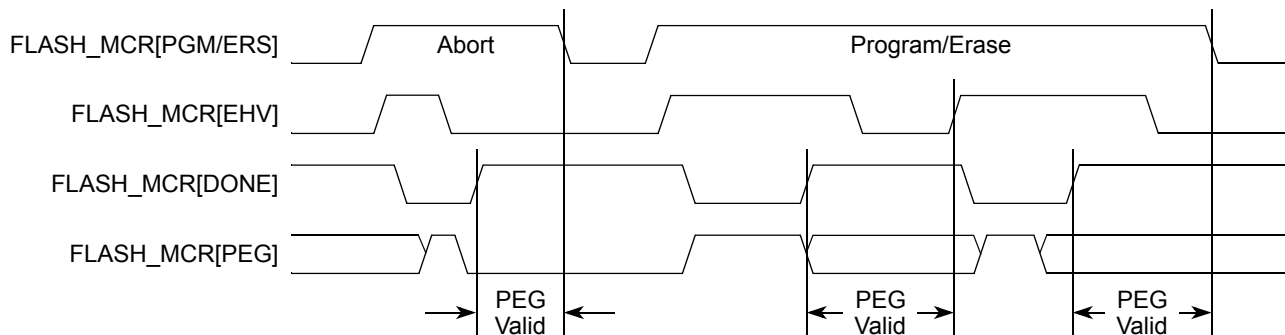 FLASH_MCR[PGM/ERS]
Abort
Program/Erase
FLASH_MCR[EHV]
FLASH_MCR[DONE]
FLASH_MCR[PEG]
PEG
Valid
PEG
Valid
PEG
Valid